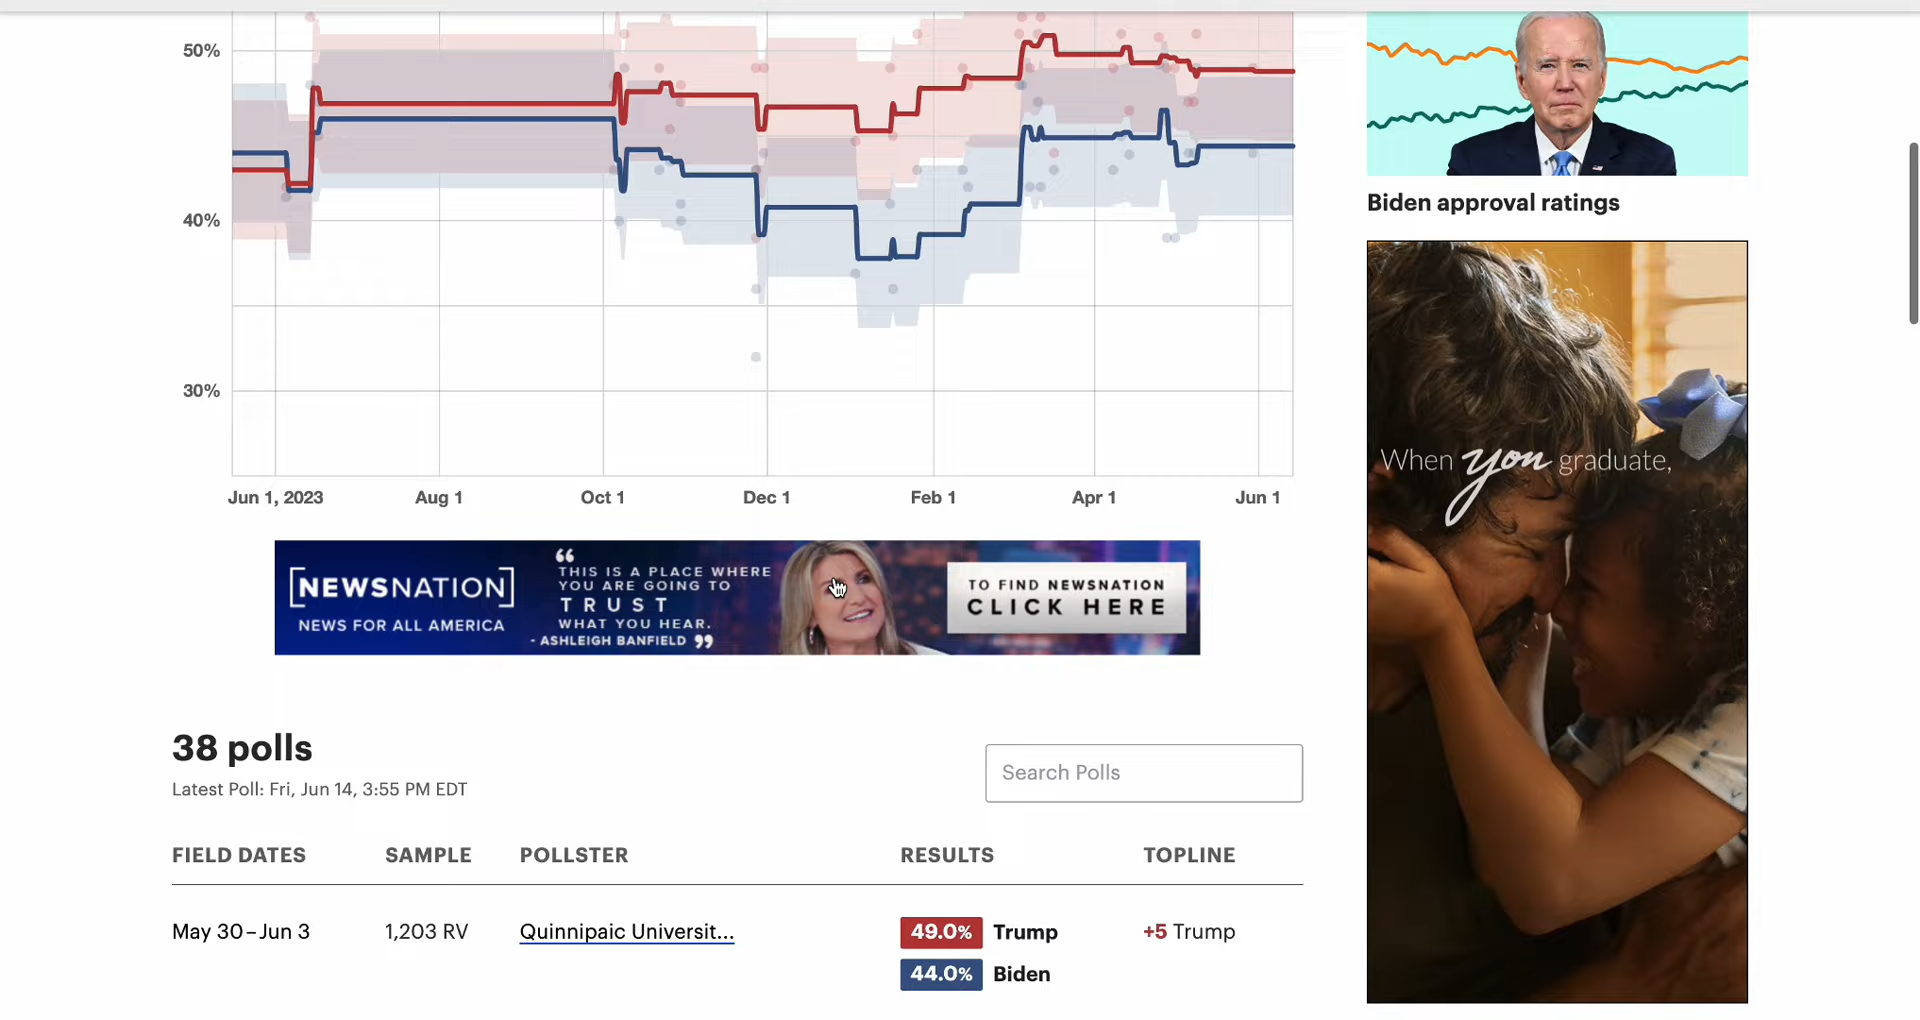 50%
40%
30%
Jun 1, 2023 Aug 1 Oct 1 Dec 1 Feb 1 Apr 1 Jun 1
Biden approval ratings
When you graduate,
[NEWSNATION]
NEWS FOR ALL AMERICA
“
THIS IS A PLACE WHERE
YOU ARE GOING TO
TRUST
WHAT YOU HEAR.
- ASHLEIGH BANFIELD ”
TO FIND NEWSNATION
CLICK HERE
38 polls
Latest Poll: Fri, Jun 14, 3:55 PM EDT
Search Polls
FIELD DATES SAMPLE POLLSTER RESULTS TOPLINE
May 30–Jun 3 1,203 RV Quinnipaic Universit... 49.0% Trump +5 Trump
44.0% Biden